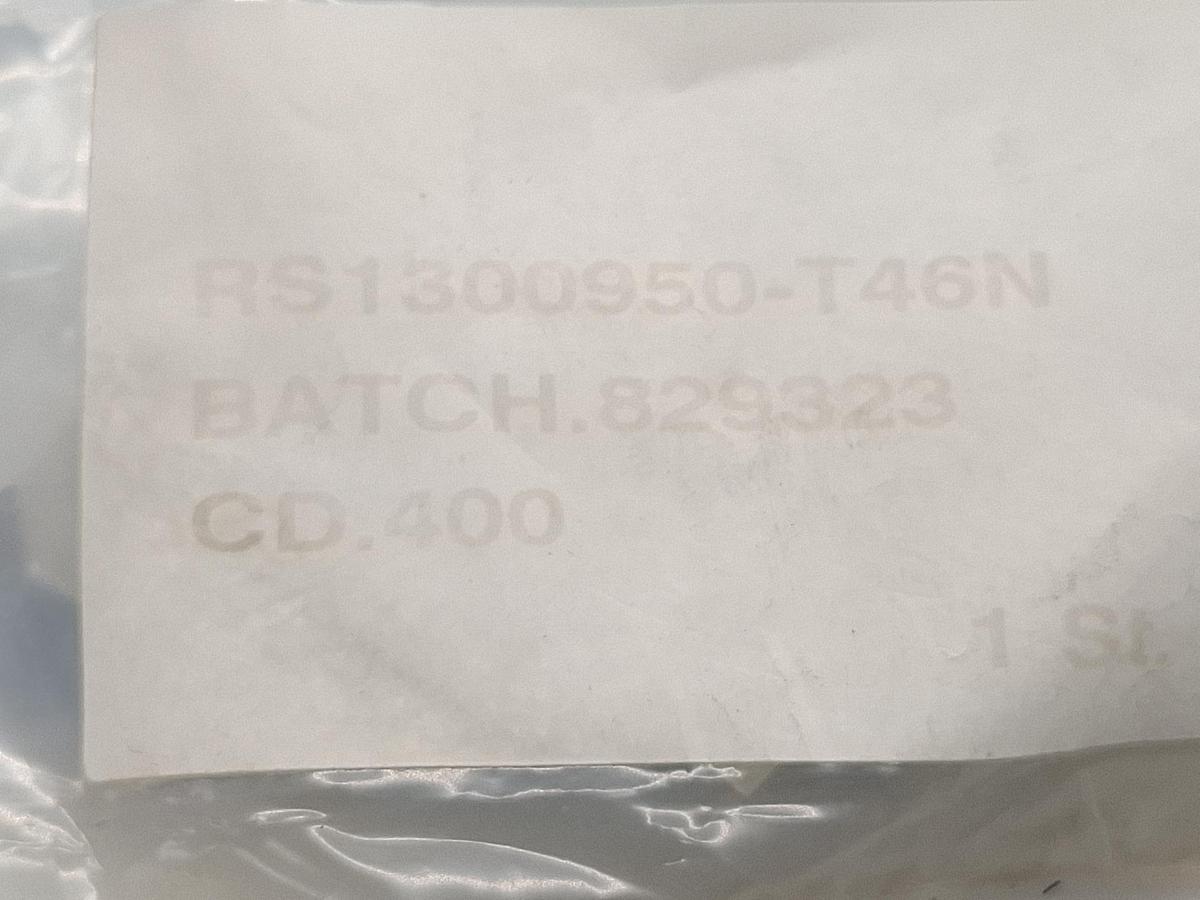 RS1300950-T46N
BATCH.829323
CD.400
1 St.